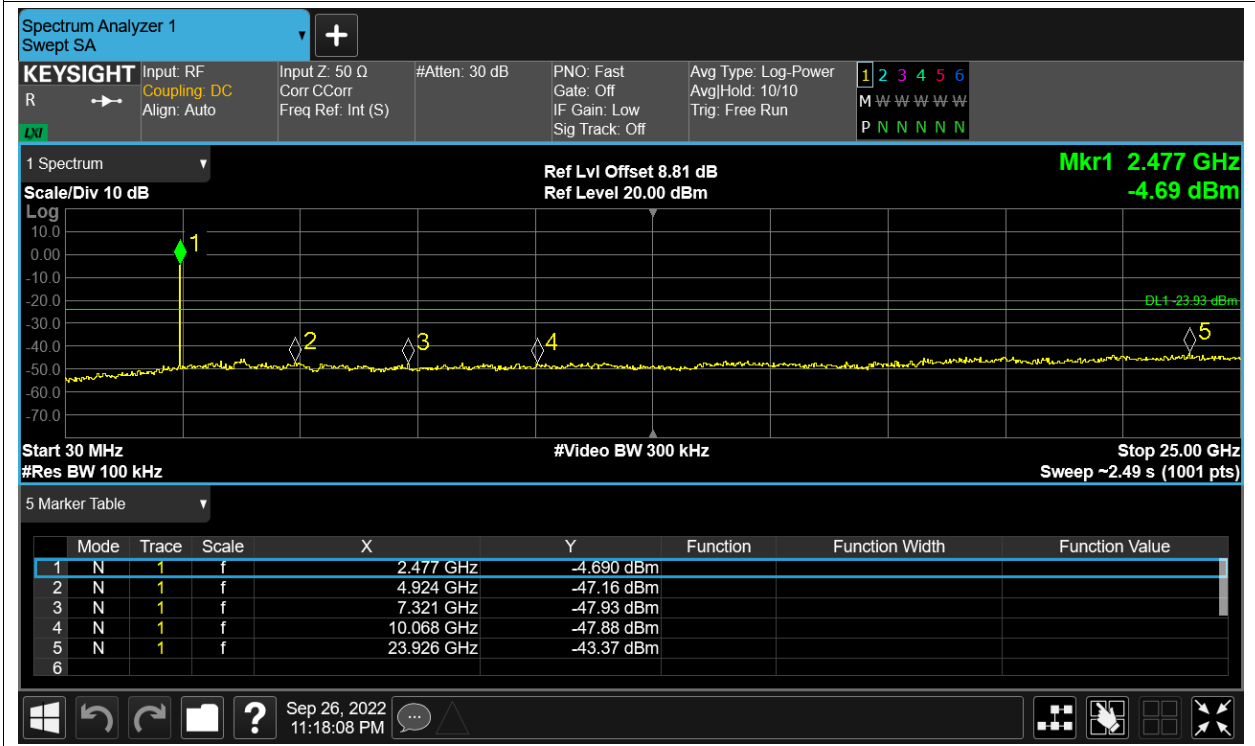 Spectrum Analyzer 1
Swept SA
KEYSIGHT
R
LXI
Input: RF
Coupling: DC
Align: Auto
Input Z: 50 Ω
Corr CCorr
Freq Ref: Int (S)
#Atten: 30 dB
PNO: Fast
Gate: Off
IF Gain: Low
Sig Track: Off
Avg Type: Log-Power
Avg|Hold: 10/10
Trig: Free Run
1 2 3 4 5 6
M W W W W W W
P N N N N N N
1 Spectrum
Scale/Div 10 dB
Ref Lvl Offset 8.81 dB
Ref Level 20.00 dBm
Mkr1 2.477 GHz
-4.69 dBm
Log
10.0
0.00
-10.0
-20.0
-30.0
-40.0
-50.0
-60.0
-70.0
1
2
3
4
5
DL1 -23.93 dBm
Start 30 MHz
#Res BW 100 kHz
#Video BW 300 kHz
Stop 25.00 GHz
Sweep ~2.49 s (1001 pts)
5 Marker Table
Mode Trace Scale X Y Function Function Width Function Value
1 N 1 f 2.477 GHz -4.690 dBm
2 N 1 f 4.924 GHz -47.16 dBm
3 N 1 f 7.321 GHz -47.93 dBm
4 N 1 f 10.068 GHz -47.88 dBm
5 N 1 f 23.926 GHz -43.37 dBm
6
?
Sep 26, 2022
11:18:08 PM